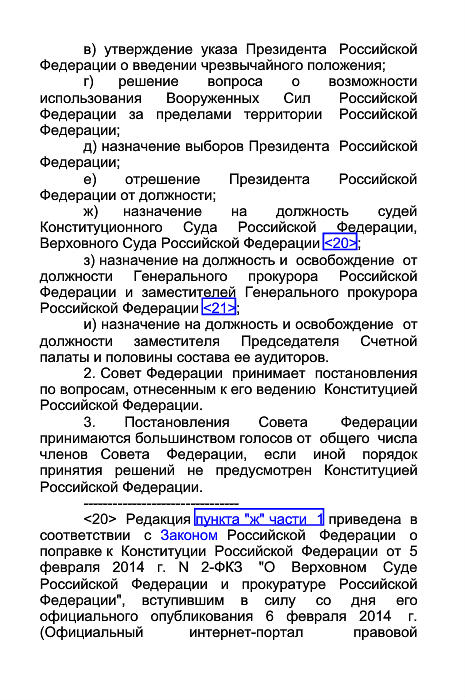 в) утверждение указа Президента Российской
Федерации о введении чрезвычайного положения;
г) решение вопроса о возможности
использования Вооруженных Сил Российской
Федерации за пределами территории Российской
Федерации;
д) назначение выборов Президента Российской
Федерации;
е) отрешение Президента Российской
Федерации от должности;
ж) назначение на должность судей
Конституционного Суда Российской Федерации,
Верховного Суда Российской Федерации <20>;
з) назначение на должность и освобождение от
должности Генерального прокурора Российской
Федерации и заместителей Генерального прокурора
Российской Федерации <21>;
и) назначение на должность и освобождение от
должности заместителя Председателя Счетной
палаты и половины состава ее аудиторов.
2. Совет Федерации принимает постановления
по вопросам, отнесенным к его ведению Конституцией
Российской Федерации.
3. Постановления Совета Федерации
принимаются большинством голосов от общего числа
членов Совета Федерации, если иной порядок
принятия решений не предусмотрен Конституцией
Российской Федерации.
--------------------------------
<20> Редакция пункта "ж" части 1 приведена в
соответствии с Законом Российской Федерации о
поправке к Конституции Российской Федерации от 5
февраля 2014 г. N 2-ФКЗ "О Верховном Суде
Российской Федерации и прокуратуре Российской
Федерации", вступившим в силу со дня его
официального опубликования 6 февраля 2014 г.
(Официальный интернет-портал правовой